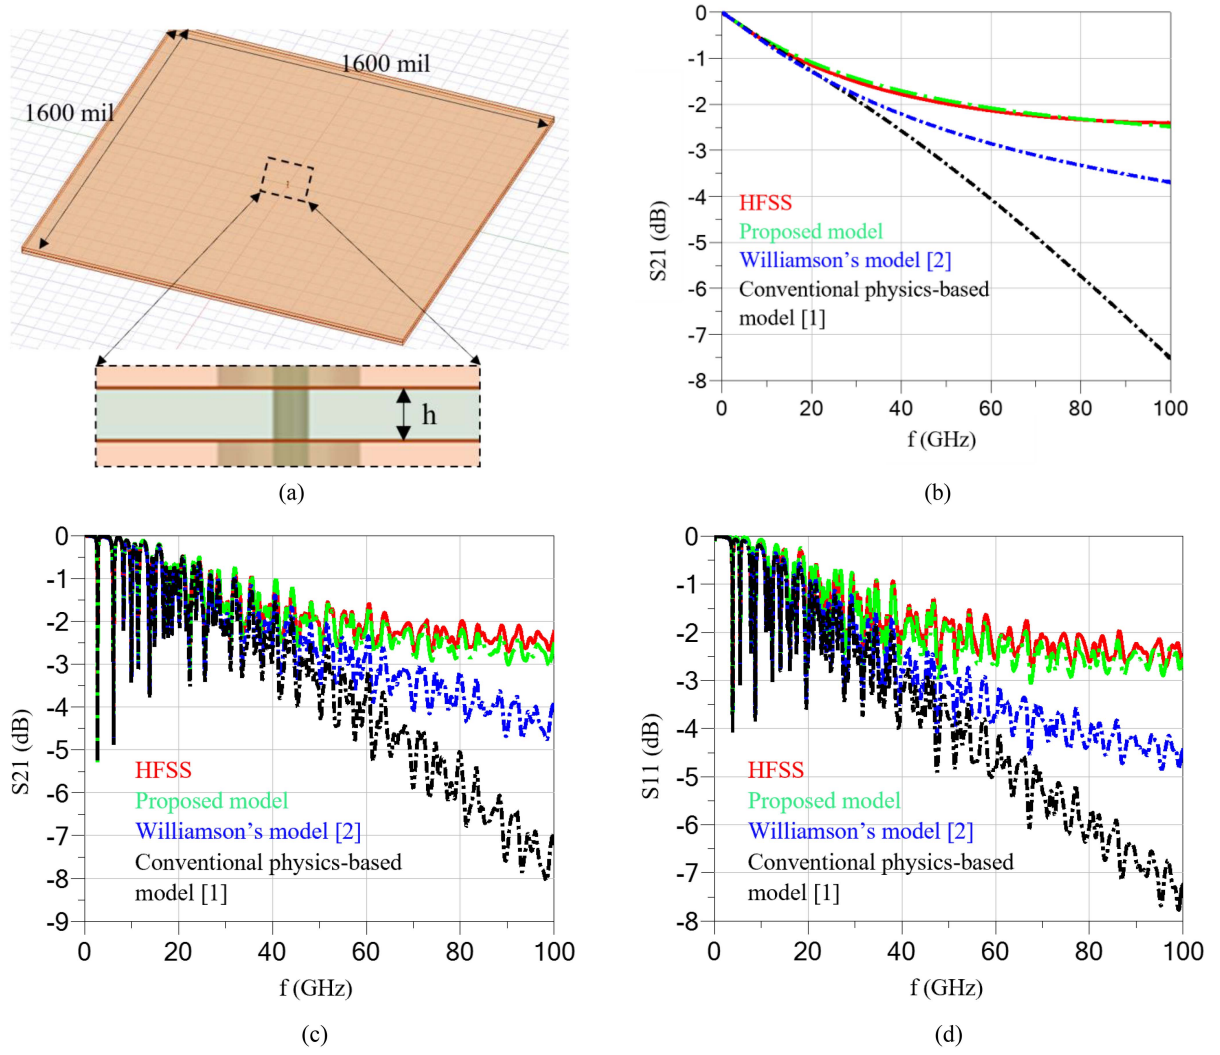 1600 mil
1600 mil
h
(a)
0
-1
-2
-3
-4
-5
-6
-7
-8
S21 (dB)
HFSS
Proposed model
Williamson's model [2]
Conventional physics-based
model [1]
0 20 40 60 80 100
f (GHz)
(b)
0
-1
-2
-3
-4
-5
-6
-7
-8
-9
S21 (dB)
HFSS
Proposed model
Williamson's model [2]
Conventional physics-based
model [1]
0 20 40 60 80 100
f (GHz)
(c)
0
-1
-2
-3
-4
-5
-6
-7
-8
S11 (dB)
HFSS
Proposed model
Williamson's model [2]
Conventional physics-based
model [1]
0 20 40 60 80 100
f (GHz)
(d)